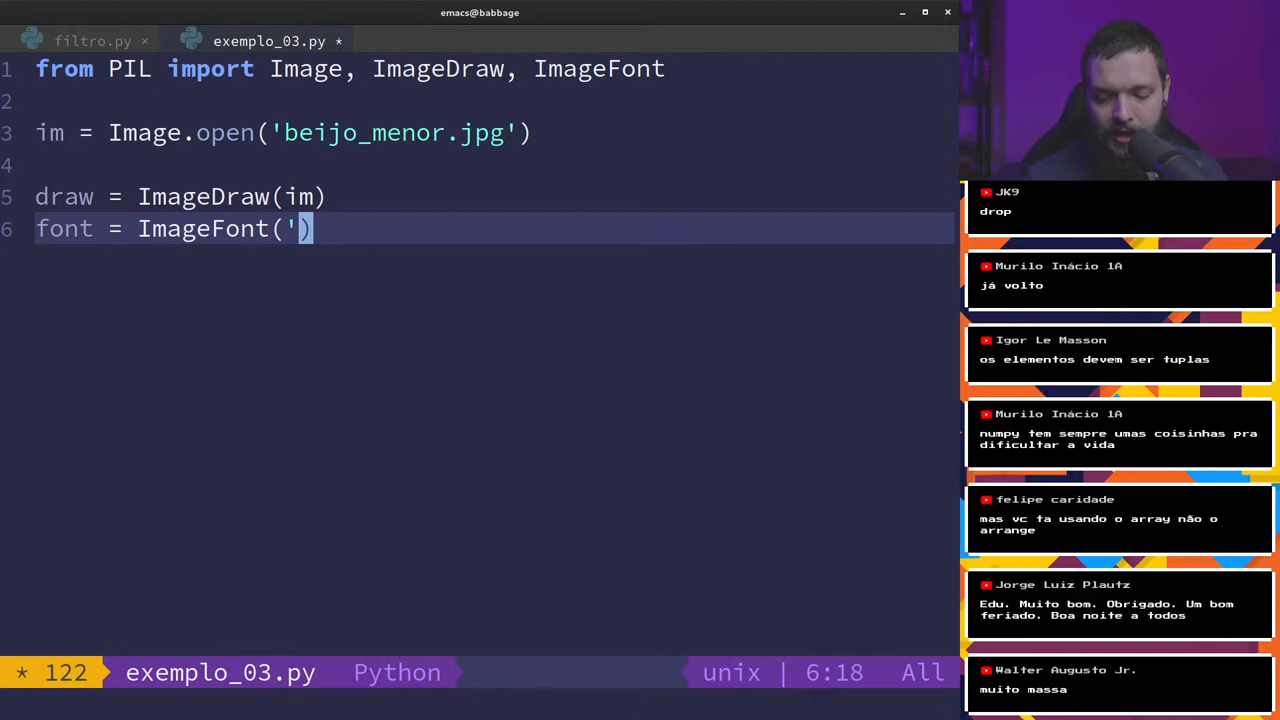 emacs@babbage
filtro.py ×
exemplo_03.py *
1 from PIL import Image, ImageDraw, ImageFont
2
3 im = Image.open('beijo_menor.jpg')
4
5 draw = ImageDraw(im)
6 font = ImageFont(')
* 122 exemplo_03.py Python unix | 6:18 All
JK9
drop
Murilo Inácio 1A
já volto
Igor Le Masson
os elementos devem ser tuplas
Murilo Inácio 1A
numpy tem sempre umas coisinhas pra
dificultar a vida
felipe caridade
mas vc ta usando o array não o
arrange
Jorge Luiz Plautz
Edu. Muito bom. Obrigado. Um bom
feriado. Boa noite a todos
Walter Augusto Jr.
muito massa